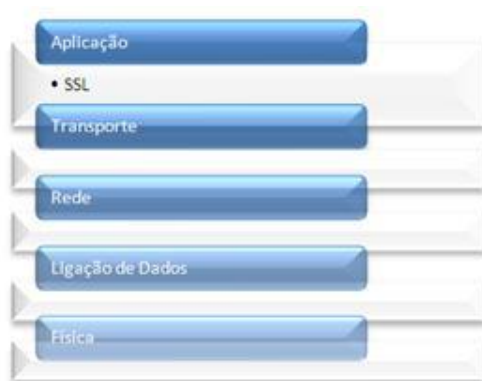 Aplicação
• SSL
Transporte
Rede
Ligação de Dados
Física